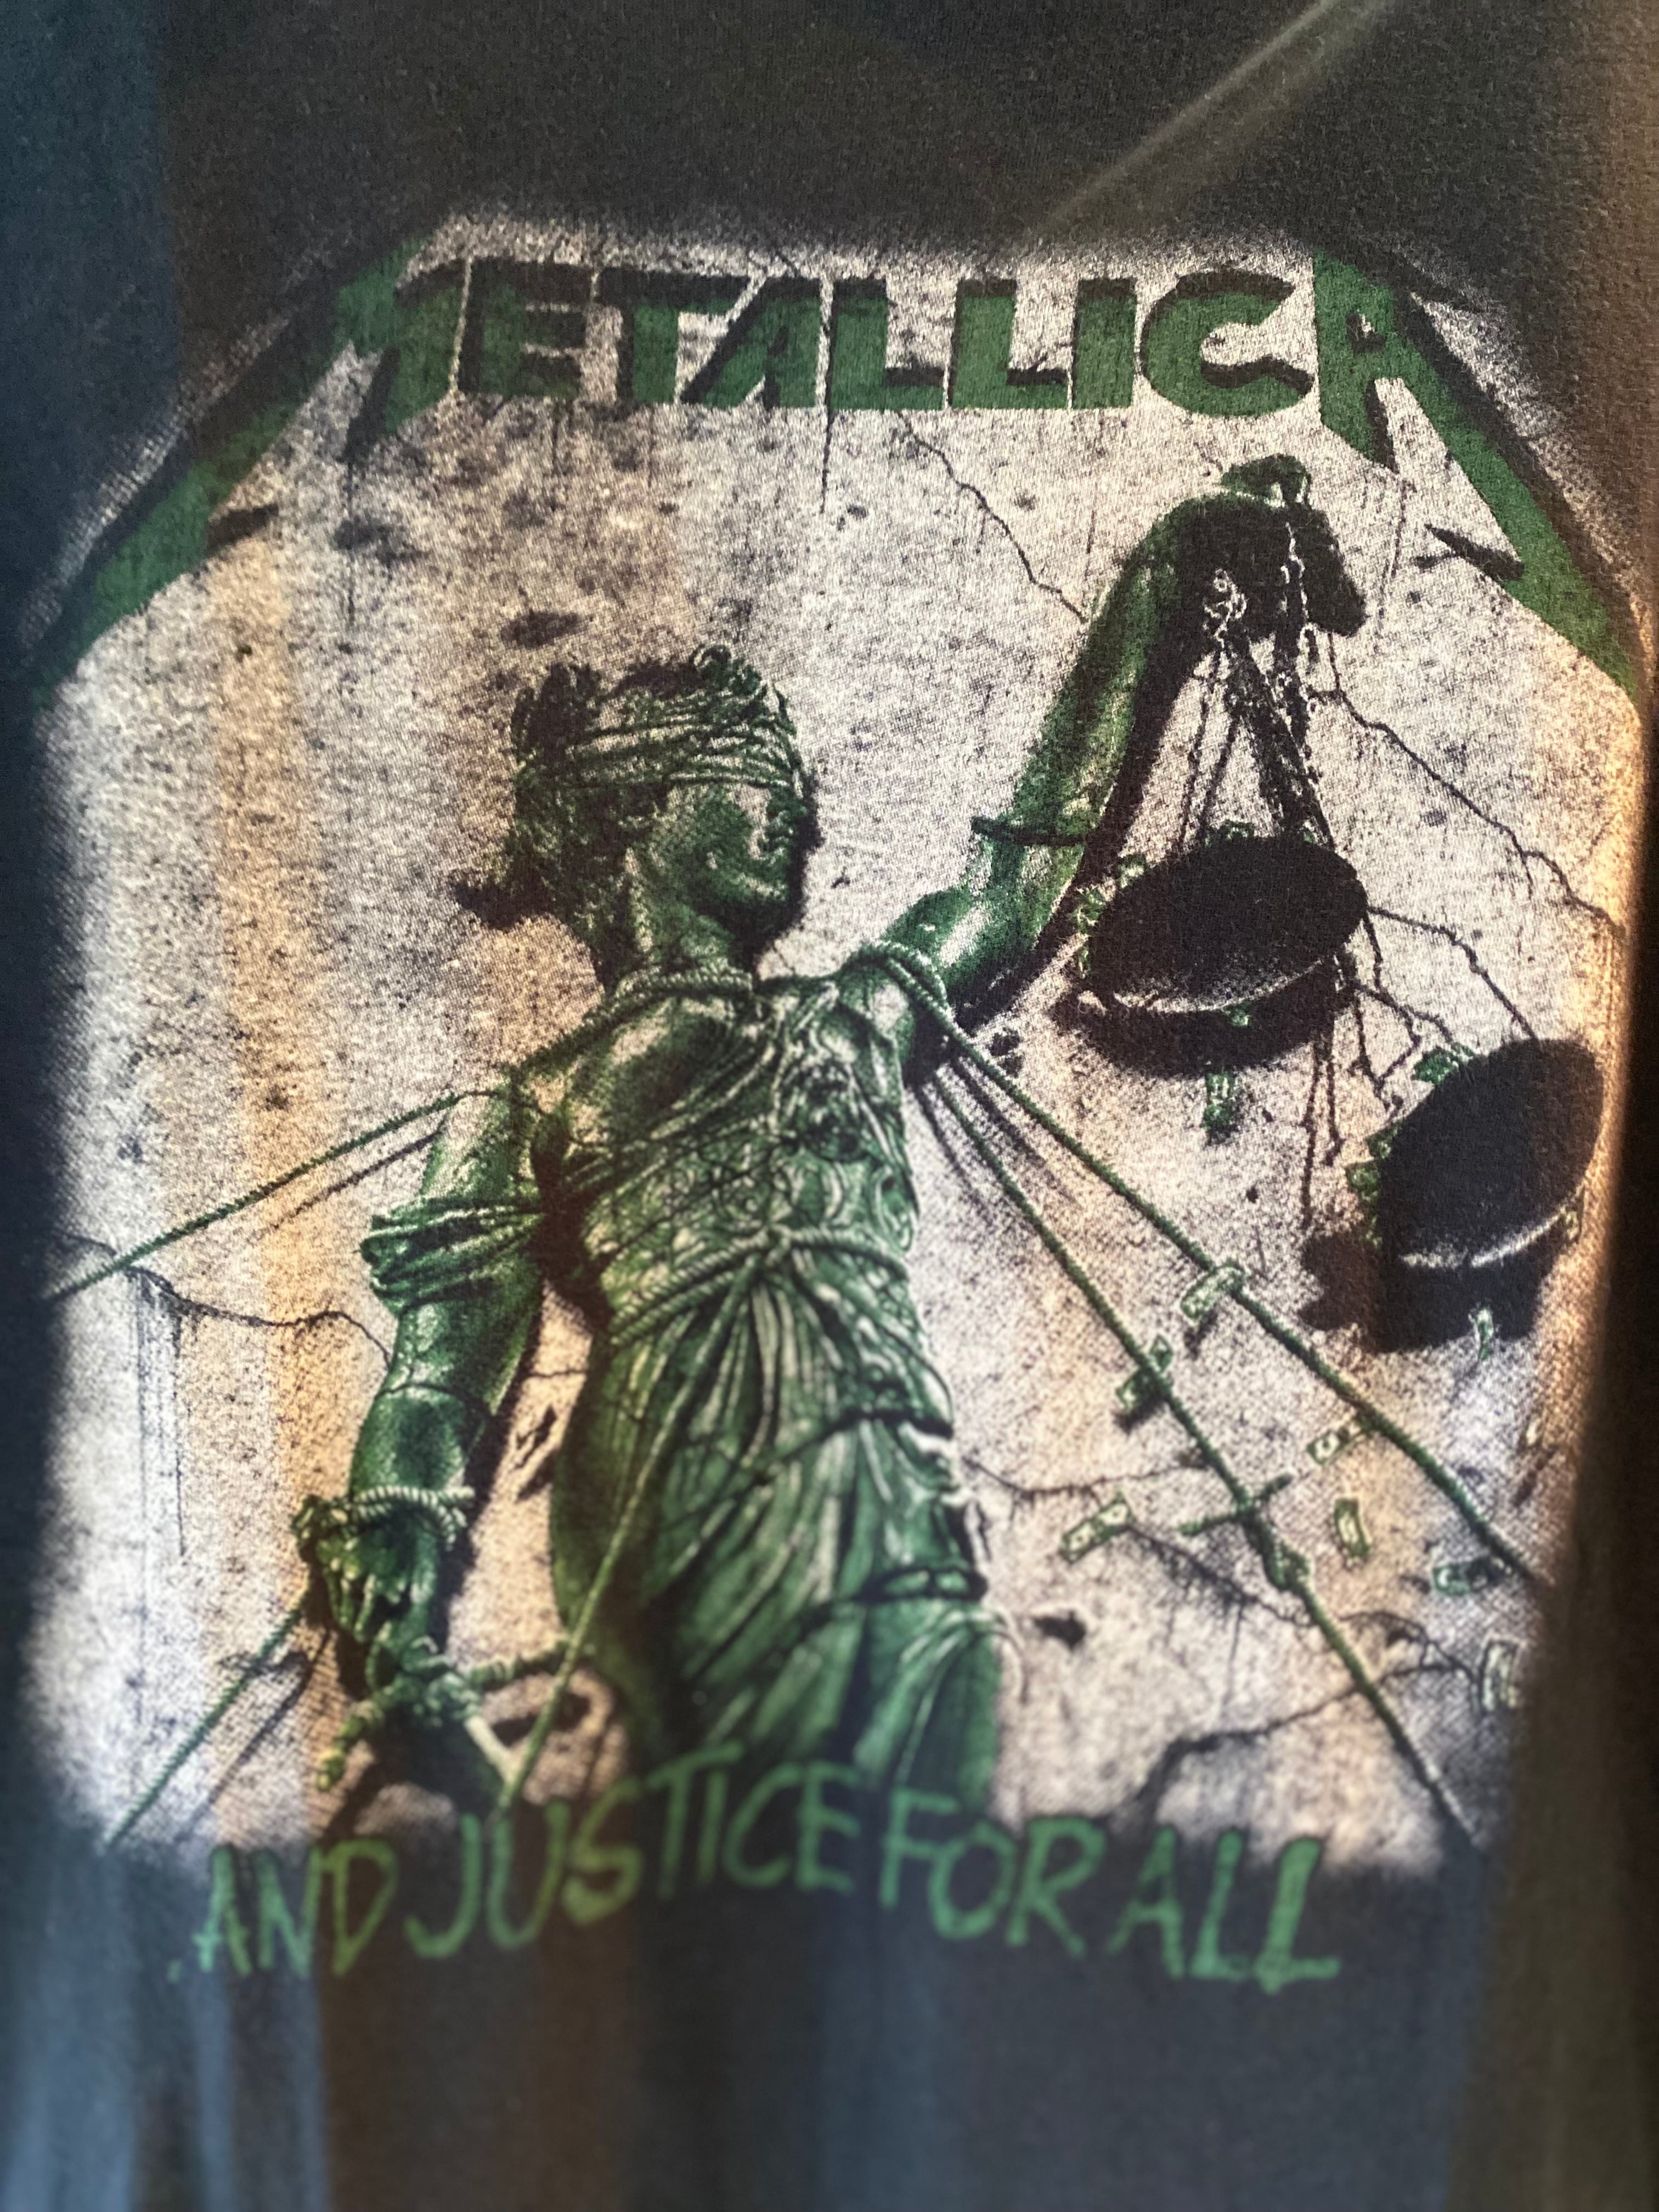 METALLICA
...AND JUSTICE FOR ALL